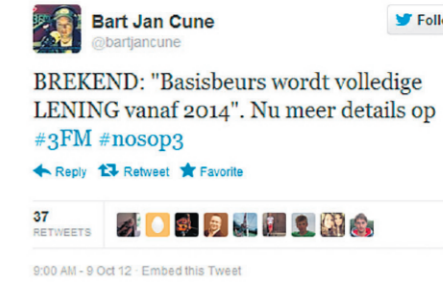 Bart Jan Cune
Follo
@bartjancune
BREKEND: "Basisbeurs wordt volledige
LENING vanaf 2014". Nu meer details op
#3FM #nosop3
Reply Retweet Favorite
37
RETWEETS
9:00 AM - 9 Oct 12 · Embed this Tweet